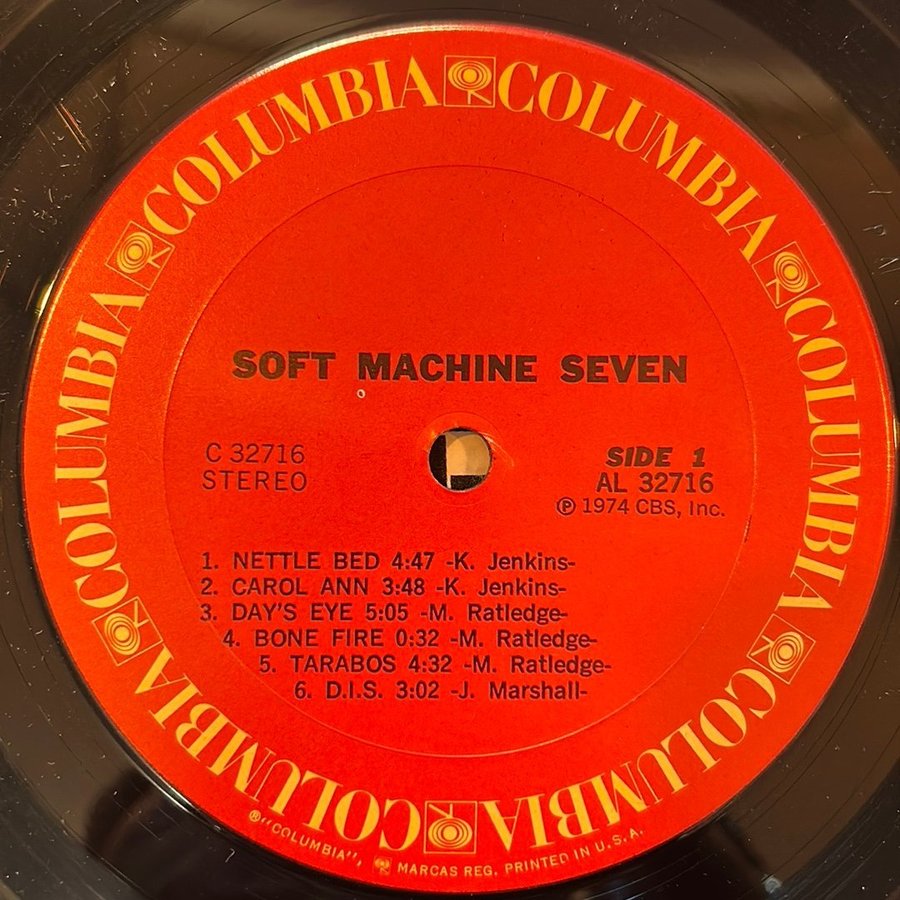 COLUMBIA COLUMBIA COLUMBIA COLUMBIA COLUMBIA COLUMBIA COLUMBIA COLUMBIA
SOFT MACHINE SEVEN
C 32716
STEREO
SIDE 1
AL 32716
Ⓟ 1974 CBS, Inc.
1. NETTLE BED 4:47 -K. Jenkins-
2. CAROL ANN 3:48 -K. Jenkins-
3. DAY'S EYE 5:05 -M. Ratledge-
4. BONE FIRE 0:32 -M. Ratledge-
5. TARABOS 4:32 -M. Ratledge-
6. D.I.S. 3:02 -J. Marshall-
®"COLUMBIA", MARCAS REG. PRINTED IN U.S.A.